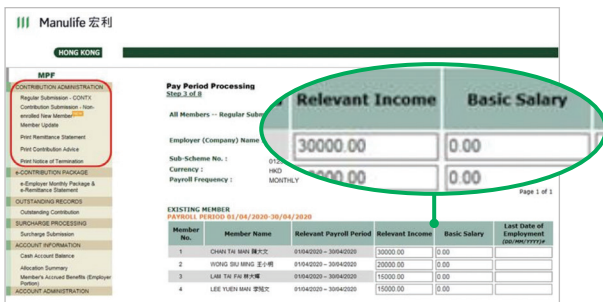 Manulife 宏利
HONG KONG
MPF
CONTRIBUTION ADMINISTRATION
Regular Submission - CONTX
Contribution Submission - Non-
enrolled New Member
Member Update
Print Remittance Statement
Print Contribution Advice
Print Notice of Termination
e-CONTRIBUTION PACKAGE
e-Employer Monthly Package &
e-Remittance Statement
OUTSTANDING RECORDS
Outstanding Contribution
SURCHARGE PROCESSING
Surcharge Submission
ACCOUNT INFORMATION
Cash Account Balance
Allocation Summary
Member's Accrued Benefits (Employer
Portion)
ACCOUNT ADMINISTRATION
Pay Period Processing
Step 3 of 8
All Members -- Regular Subm
Employer (Company) Name :
Sub-Scheme No. : 012
Currency : HKD
Payroll Frequency : MONTHLY
Relevant Income Basic Salary
30000.00 0.00
0000.00 0.00
Page 1 of 1
EXISTING MEMBER
PAYROLL PERIOD 01/04/2020-30/04/2020
Member No. Member Name Relevant Payroll Period Relevant Income Basic Salary Last Date of Employment (DD/MM/YYYY)#
1 CHAN TAI MAN 陳大文 01/04/2020 – 30/04/2020 30000.00 0.00
2 WONG SIU MING 王小明 01/04/2020 – 30/04/2020 20000.00 0.00
3 LAM TAI FAI 林大輝 01/04/2020 – 30/04/2020 15000.00 0.00
4 LEE YUEN MAN 01/04/2020 – 30/04/2020 15000.00 0.00